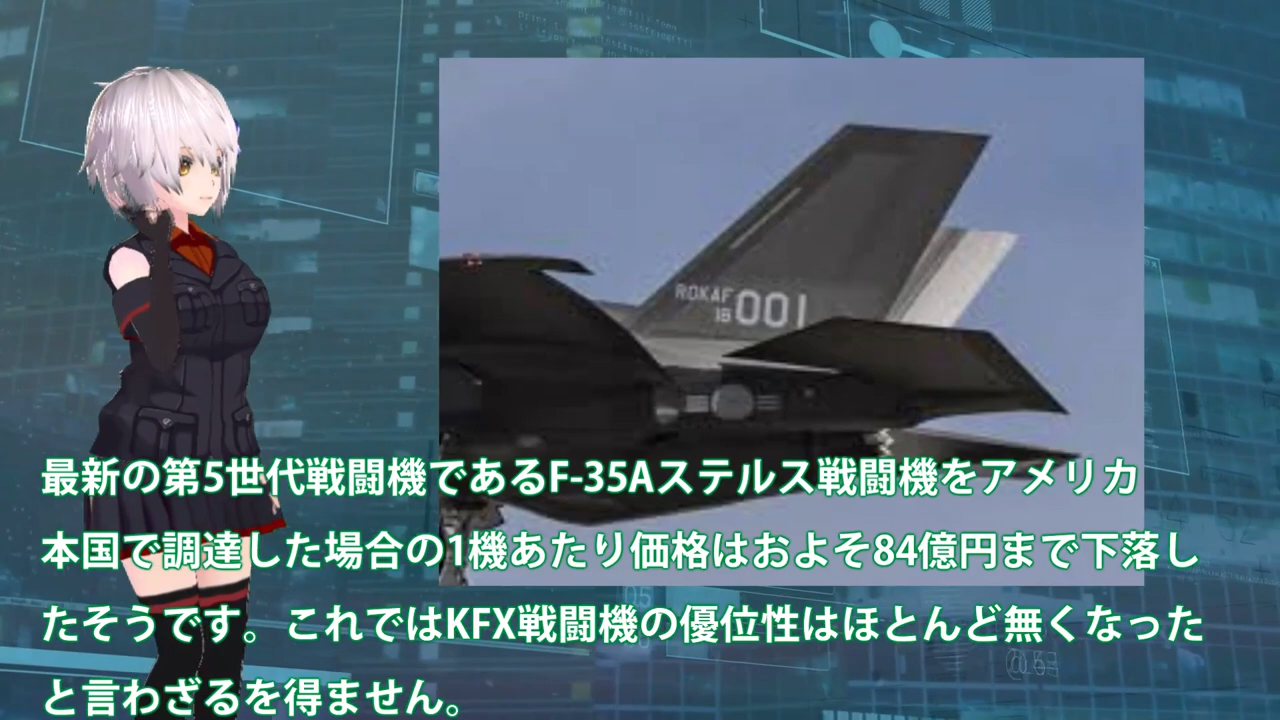 ROKAF
18 001
最新の第5世代戦闘機であるF-35Aステルス戦闘機をアメリカ
本国で調達した場合の1機あたり価格はおよそ84億円まで下落し
たそうです。これではKFX戦闘機の優位性はほとんど無くなった
と言わざるを得ません。